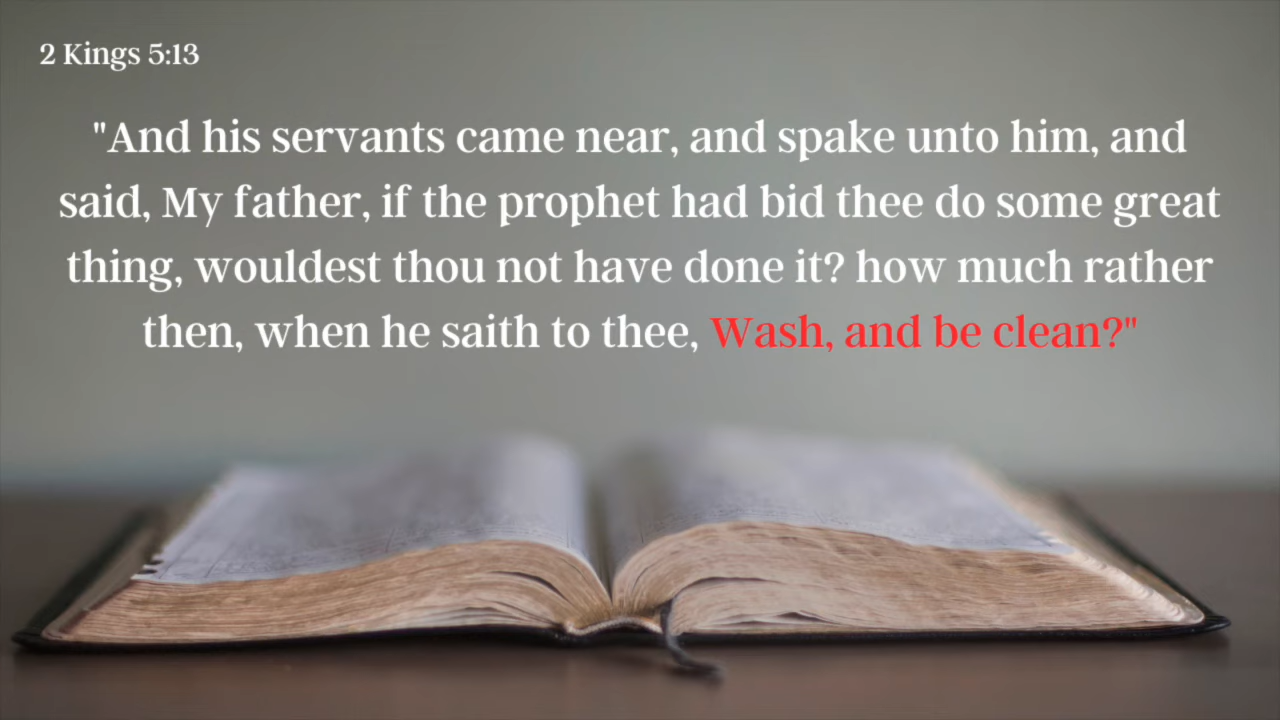 2 Kings 5:13
"And his servants came near, and spake unto him, and
said, My father, if the prophet had bid thee do some great
thing, wouldest thou not have done it? how much rather
then, when he saith to thee, Wash, and be clean?"